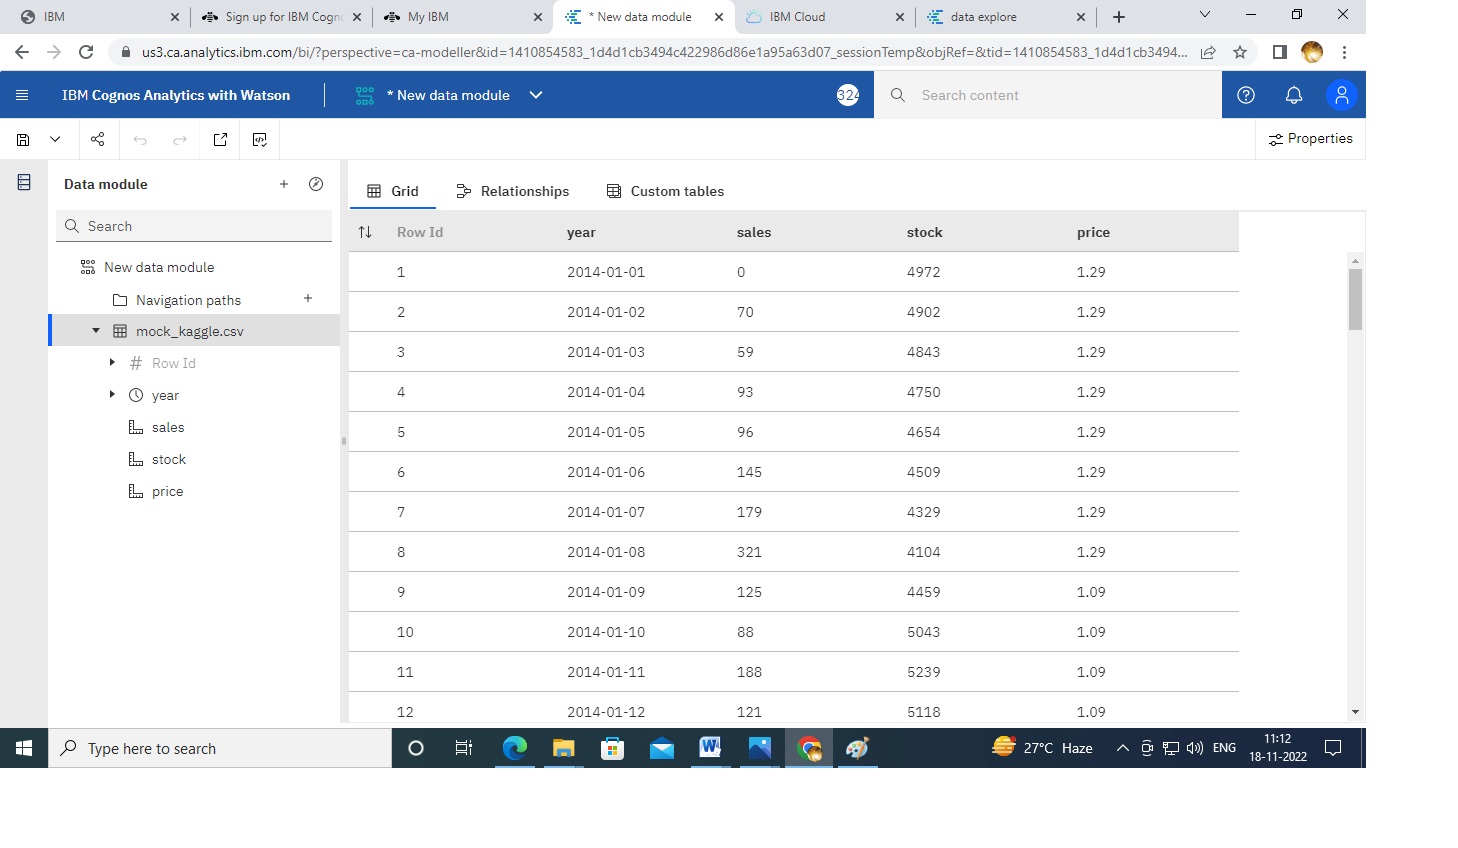 IBM
Sign up for IBM Cogn
My IBM
* New data module
IBM Cloud
data explore
us3.ca.analytics.ibm.com/bi/?perspective=ca-modeller&id=1410854583_1d4d1cb3494c422986d86e1a95a63d07_sessionTemp&objRef=&tid=1410854583_1d4d1cb3494...
IBM Cognos Analytics with Watson
* New data module
324
Search content
Properties
Data module
Search
New data module
Navigation paths
mock_kaggle.csv
# Row Id
year
sales
stock
price
Grid Relationships Custom tables
Row Id year sales stock price
1 2014-01-01 0 4972 1.29
2 2014-01-02 70 4902 1.29
3 2014-01-03 59 4843 1.29
4 2014-01-04 93 4750 1.29
5 2014-01-05 96 4654 1.29
6 2014-01-06 145 4509 1.29
7 2014-01-07 179 4329 1.29
8 2014-01-08 321 4104 1.29
9 2014-01-09 125 4459 1.09
10 2014-01-10 88 5043 1.09
11 2014-01-11 188 5239 1.09
12 2014-01-12 121 5118 1.09
Type here to search
27°C Haze
ENG
11:12
18-11-2022